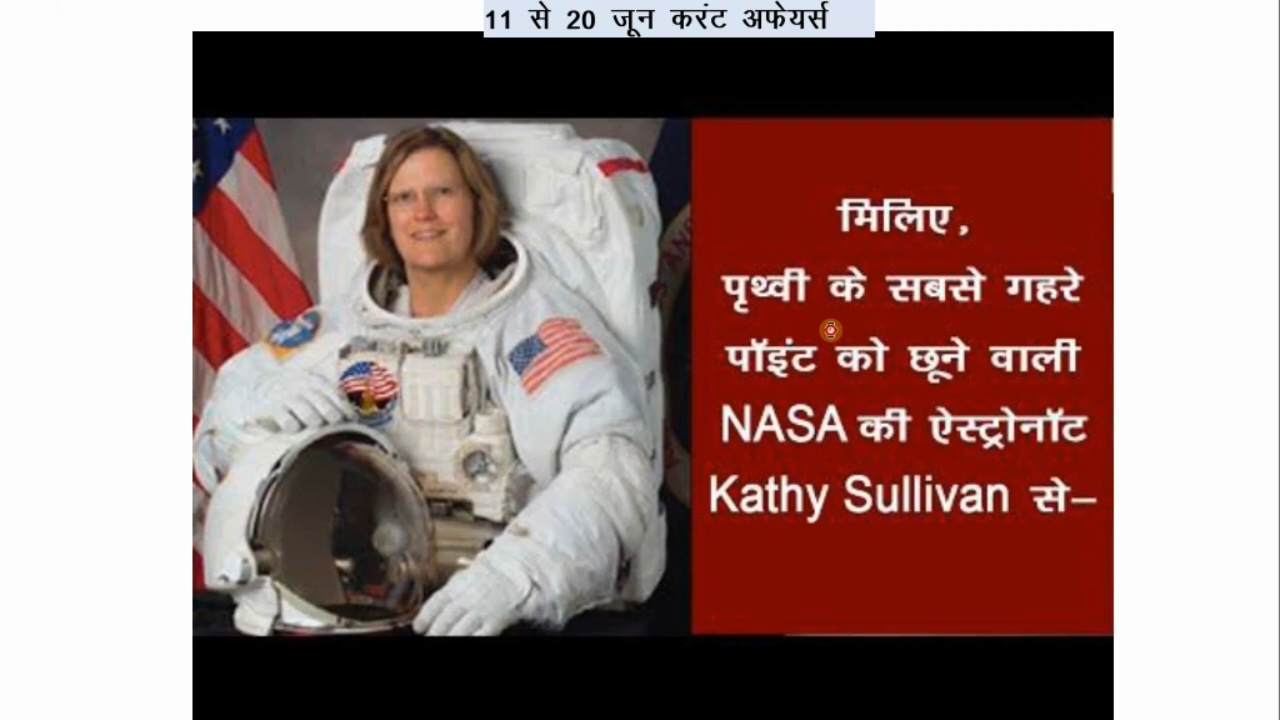 11 से 20 जून करंट अफेयर्स
मिलिए,
पृथ्वी के सबसे गहरे
पॉइंट को छूने वाली
NASA की ऐस्ट्रोनॉट
Kathy Sullivan से–